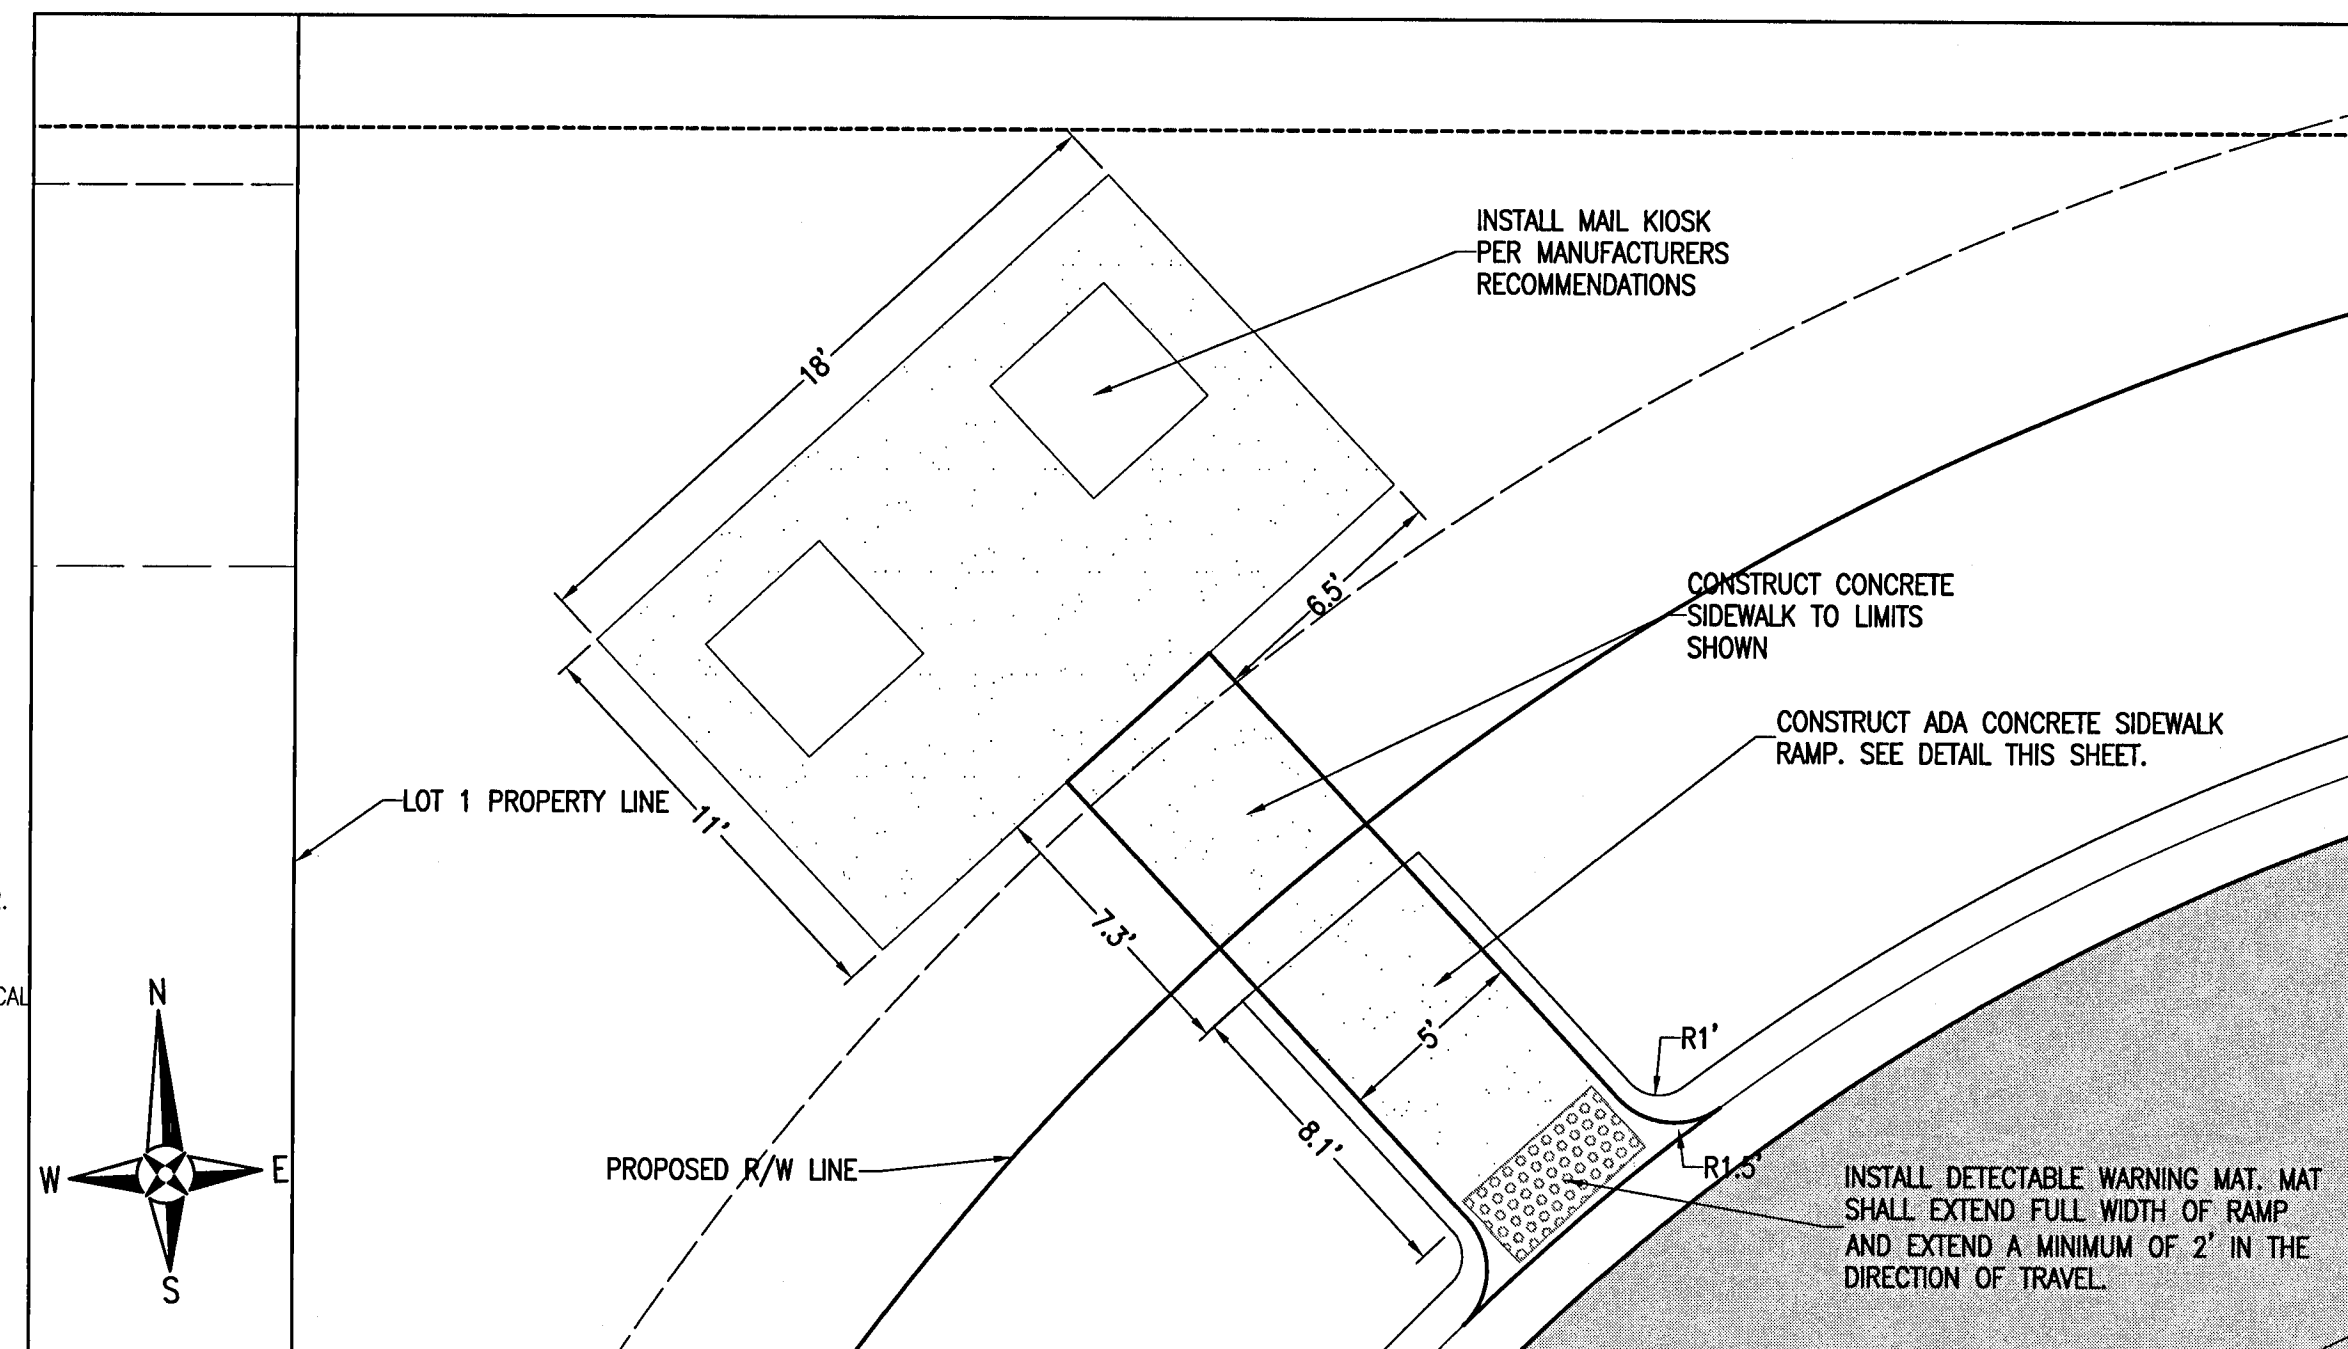 INSTALL MAIL KIOSK
PER MANUFACTURERS
RECOMMENDATIONS
18'
6.5'
CONSTRUCT CONCRETE
SIDEWALK TO LIMITS
SHOWN
CONSTRUCT ADA CONCRETE SIDEWALK
RAMP. SEE DETAIL THIS SHEET.
LOT 1 PROPERTY LINE
11'
7.3'
5'
8.1'
R1'
R1.5'
PROPOSED R/W LINE
INSTALL DETECTABLE WARNING MAT. MAT
SHALL EXTEND FULL WIDTH OF RAMP
AND EXTEND A MINIMUM OF 2' IN THE
DIRECTION OF TRAVEL.
CAL
N
W
E
S